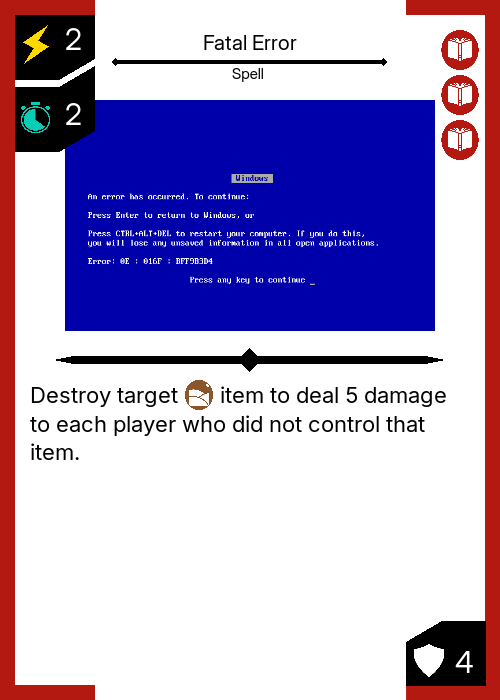 2
Fatal Error
Spell
2
Windows
An error has occurred. To continue:
Press Enter to return to Windows, or
Press CTRL+ALT+DEL to restart your computer. If you do this,
you will lose any unsaved information in all open applications.
Error: 0E : 016F : BFF9B3D4
Press any key to continue _
Destroy target item to deal 5 damage
to each player who did not control that
item.
4